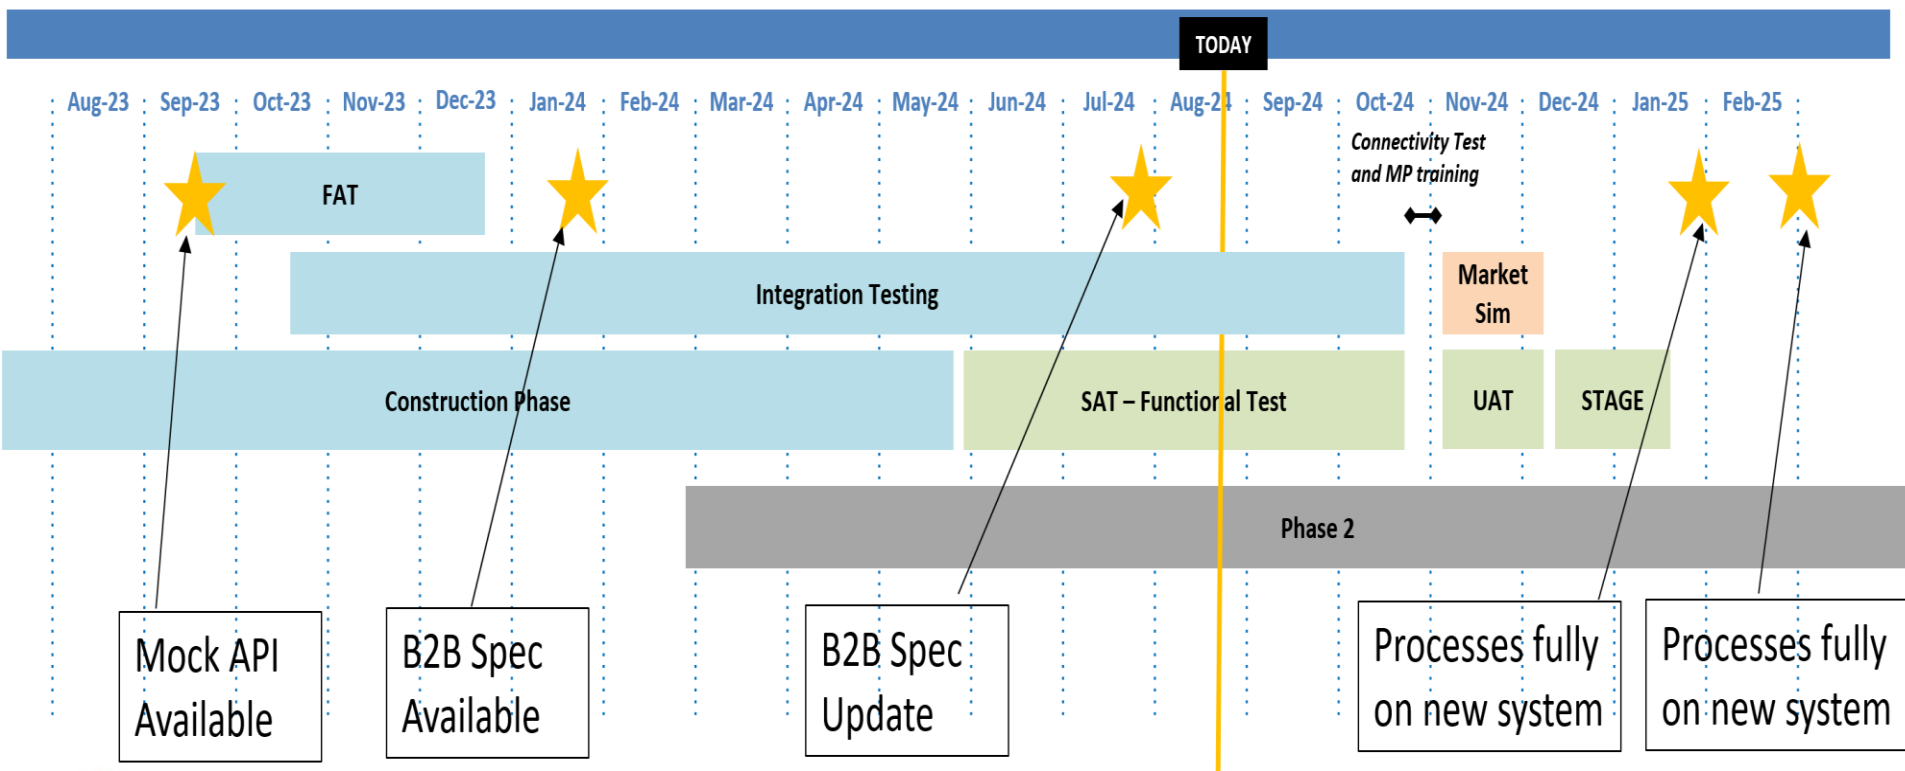 TODAY
Aug-23 Sep-23 Oct-23 Nov-23 Dec-23 Jan-24 Feb-24 Mar-24 Apr-24 May-24 Jun-24 Jul-24 Aug-24 Sep-24 Oct-24 Nov-24 Dec-24 Jan-25 Feb-25
Connectivity Test
and MP training
FAT
Integration Testing
Market
Sim
Construction Phase
SAT – Functional Test
UAT
STAGE
Phase 2
Mock API
Available
B2B Spec
Available
B2B Spec
Update
Processes fully
on new system
Processes fully
on new system